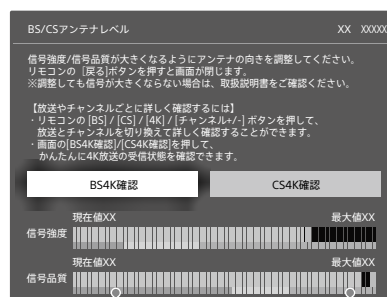 BS/CSアンテナレベル XX XXXXX
信号強度/信号品質が大きくなるようにアンテナの向きを調整してください。
リモコンの [戻る]ボタンを押すと画面が閉じます。
※調整しても信号が大きくならない場合は、取扱説明書をご確認ください。
【放送やチャンネルごとに詳しく確認するには】
・リモコンの [BS] / [CS] / [4K] / [チャンネル+/-] ボタンを押して、
放送とチャンネルを切り換えて詳しく確認することができます。
・画面の[BS4K確認]/[CS4K確認]を押して、
かんたんに4K放送の受信状態を確認できます。
BS4K確認 CS4K確認
現在値XX 最大値XX
信号強度
現在値XX 最大値XX
信号品質